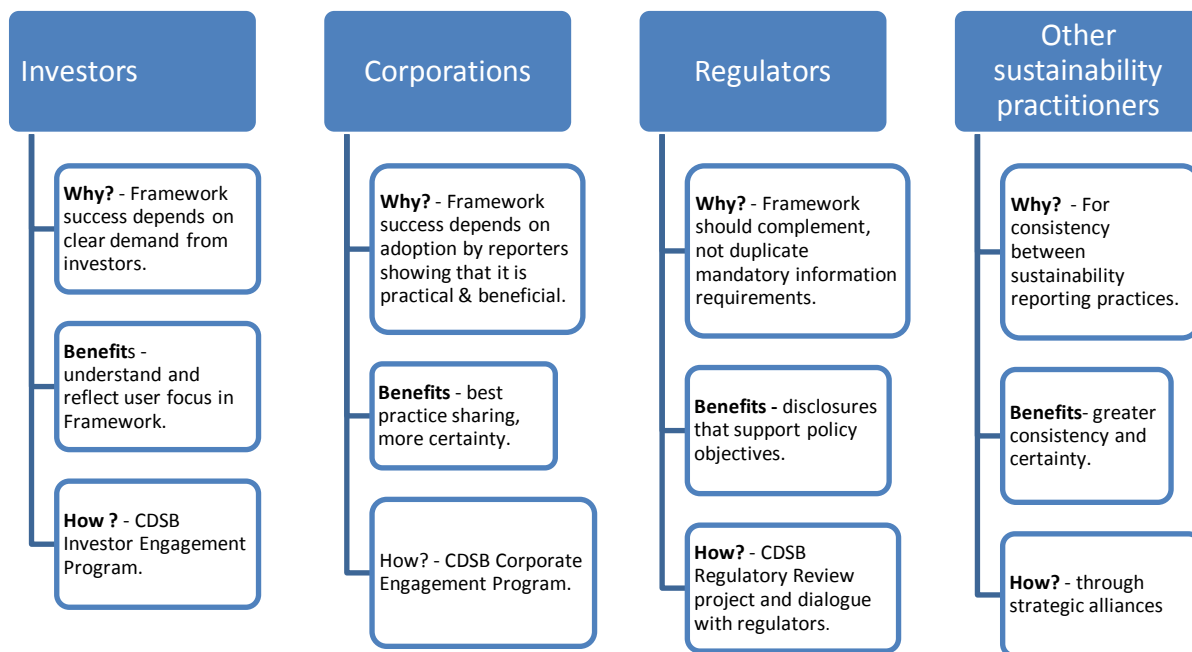 Investors
Why? - Framework
success depends on
clear demand from
investors.
Benefits -
understand and
reflect user focus in
Framework.
How ? - CDSB
Investor Engagement
Program.
Corporations
Why? - Framework
success depends on
adoption by reporters
showing that it is
practical & beneficial.
Benefits - best
practice sharing,
more certainty.
How? - CDSB Corporate
Engagement Program.
Regulators
Why? - Framework
should complement,
not duplicate
mandatory information
requirements.
Benefits - disclosures
that support policy
objectives.
How? - CDSB
Regulatory Review
project and dialogue
with regulators.
Other
sustainability
practitioners
Why?  - For
consistency
between
sustainability
reporting practices.
Benefits- greater
consistency and
certainty.
How? - through
strategic alliances